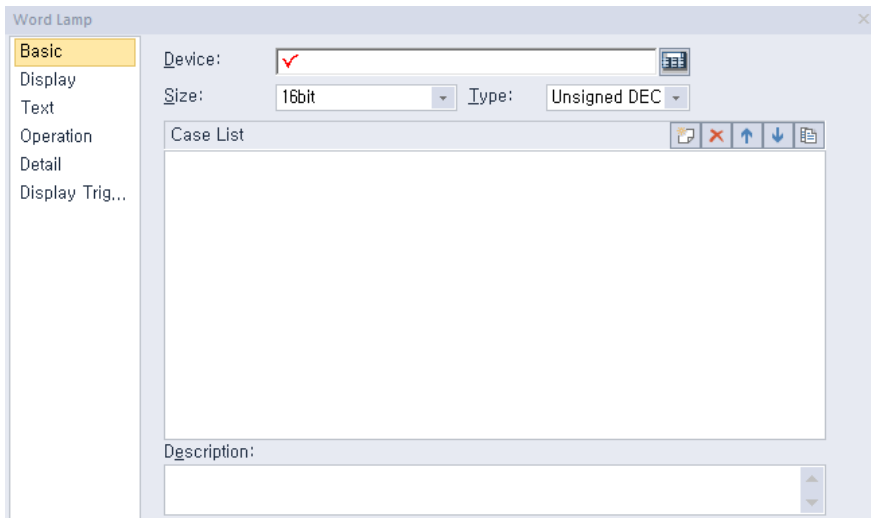 Word Lamp
Basic
Display
Text
Operation
Detail
Display Trig...
Device:
Size: 16bit Type: Unsigned DEC
Case List
Description: